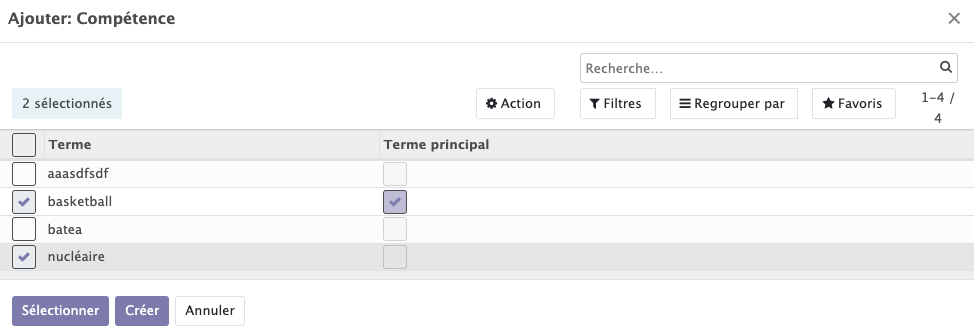 Ajouter: Compétence
Recherche...
2 sélectionnés
Action
Filtres
Regrouper par
Favoris
1-4 /
4
Terme Terme principal
aaasdfsdf
basketball
batea
nucléaire
Sélectionner Créer Annuler